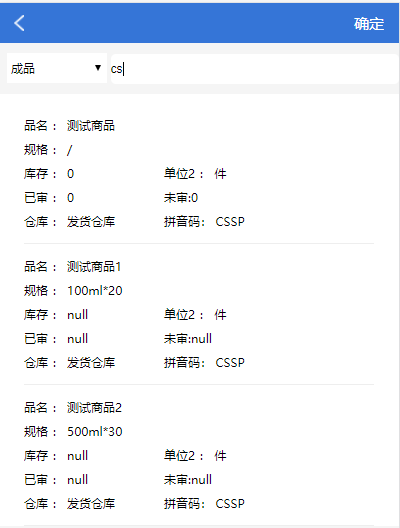 确定
成品 ▼ cs
品名： 测试商品
规格： /
库存： 0 单位2： 件
已审： 0 未审:0
仓库： 发货仓库 拼音码： CSSP
品名： 测试商品1
规格： 100ml*20
库存： null 单位2： 件
已审： null 未审:null
仓库： 发货仓库 拼音码： CSSP
品名： 测试商品2
规格： 500ml*30
库存： null 单位2： 件
已审： null 未审:null
仓库： 发货仓库 拼音码： CSSP